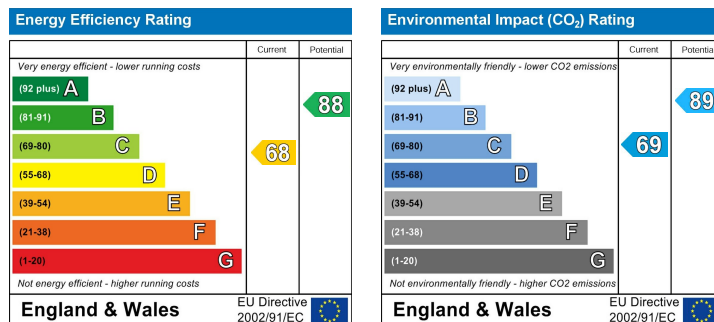 Energy Efficiency Rating
Current Potential
Very energy efficient - lower running costs
(92 plus) A
(81-91) B
(69-80) C
(55-68) D
(39-54) E
(21-38) F
(1-20) G
88
68
Not energy efficient - higher running costs
England & Wales
EU Directive
2002/91/EC
Environmental Impact (CO₂) Rating
Current Potentia
Very environmentally friendly - lower CO2 emissions
(92 plus) A
(81-91) B
(69-80) C
(55-68) D
(39-54) E
(21-38) F
(1-20) G
89
69
Not environmentally friendly - higher CO2 emissions
England & Wales
EU Directive
2002/91/EC